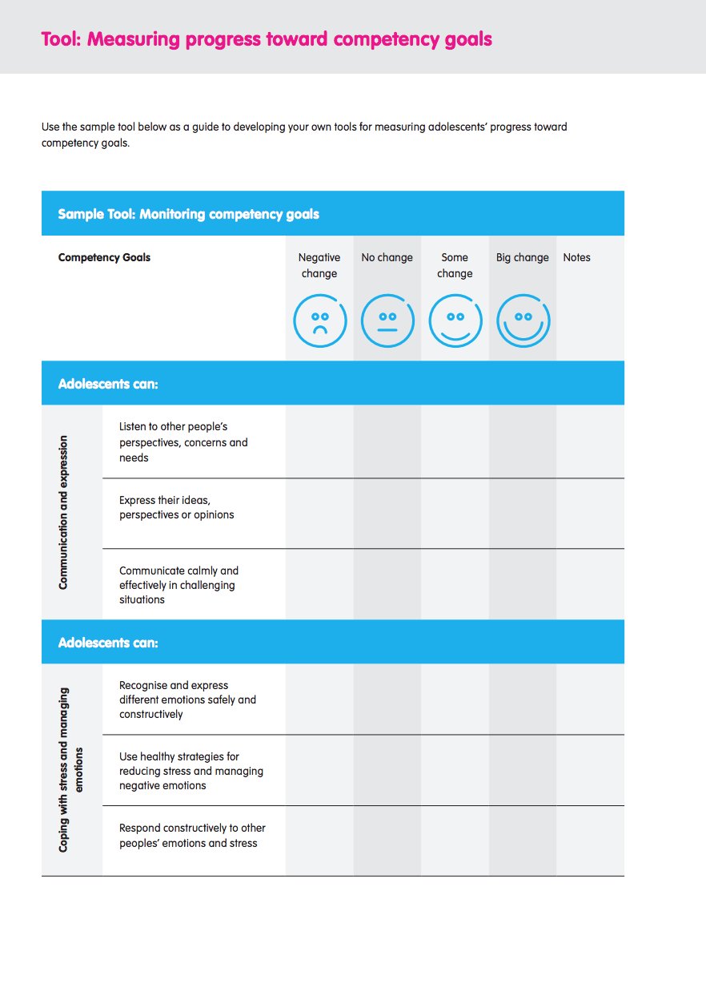 Tool: Measuring progress toward competency goals
Use the sample tool below as a guide to developing your own tools for measuring adolescents’ progress toward
competency goals.
Sample Tool: Monitoring competency goals
Competency Goals
Negative
change
No change
Some
change
Big change
Notes
Adolescents can:
Communication and expression
Listen to other people’s
perspectives, concerns and
needs
Express their ideas,
perspectives or opinions
Communicate calmly and
effectively in challenging
situations
Adolescents can:
Coping with stress and managing
emotions
Recognise and express
different emotions safely and
constructively
Use healthy strategies for
reducing stress and managing
negative emotions
Respond constructively to other
peoples’ emotions and stress